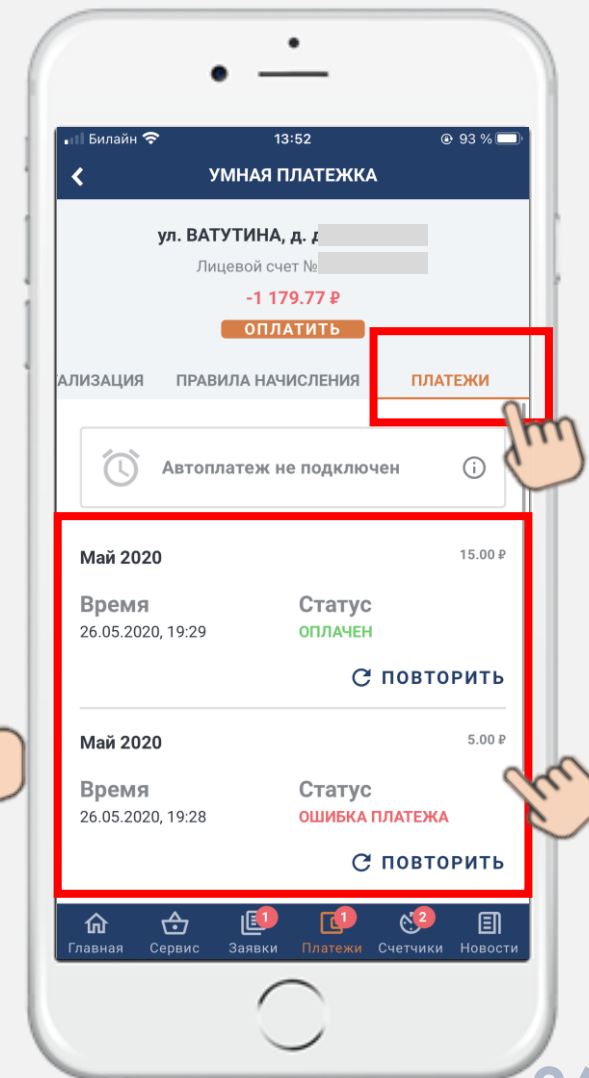 Билайн 13:52 93 %
УМНАЯ ПЛАТЕЖКА
ул. ВАТУТИНА, д.
Лицевой счет №
-1 179.77 ₽
ОПЛАТИТЬ
АЛИЗАЦИЯ ПРАВИЛА НАЧИСЛЕНИЯ ПЛАТЕЖИ
Автоплатеж не подключен
Май 2020 15.00 ₽
Время Статус
26.05.2020, 19:29 ОПЛАЧЕН
ПОВТОРИТЬ
Май 2020 5.00 ₽
Время Статус
26.05.2020, 19:28 ОШИБКА ПЛАТЕЖА
ПОВТОРИТЬ
1 1 2
Главная Сервис Заявки Платежи Счетчики Новости